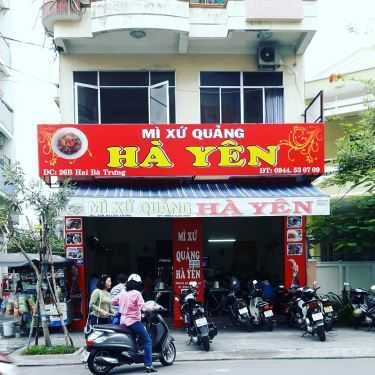 MÌ XỨ QUẢNG
HÀ YÊN
ĐC: 26B Hai Bà Trưng
ĐT: 0944. 53 07 09
MÌ XỨ QUẢNG HÀ YÊN
MÌ XỨ
QUẢNG
HÀ YÊN